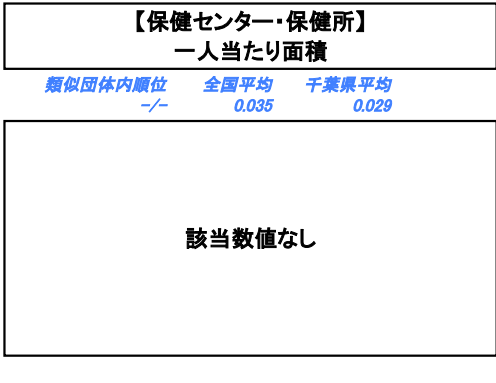 【保健センター・保健所】
一人当たり面積
類似団体内順位 全国平均 千葉県平均
-/- 0.035 0.029
該当数値なし